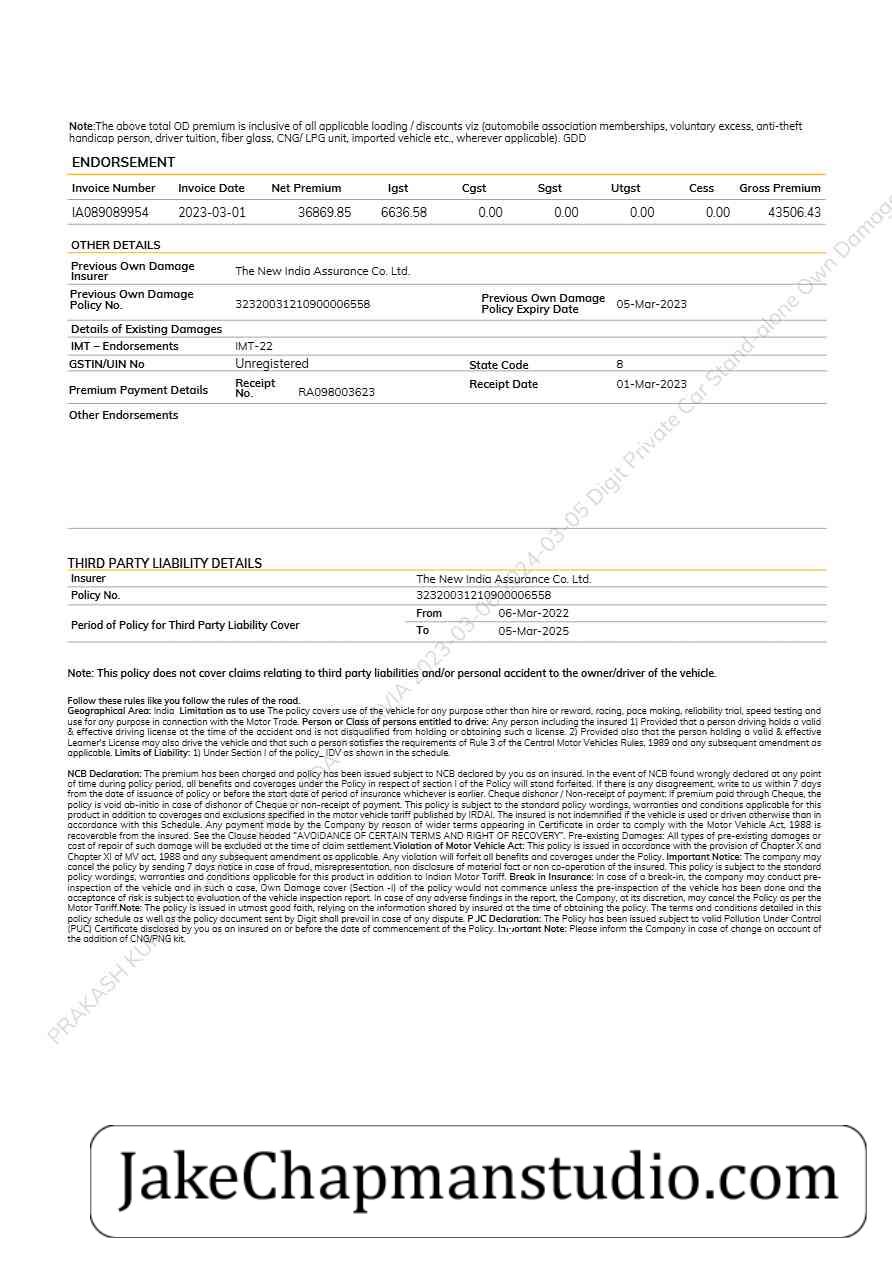 Note:The above total OD premium is inclusive of all applicable loading / discounts viz (automobile association memberships, voluntary excess, anti-theft
handicap person, driver tuition, fiber glass, CNG/ LPG unit, imported vehicle etc., wherever applicable). GDD
ENDORSEMENT
Invoice Number Invoice Date Net Premium Igst Cgst Sgst Utgst Cess Gross Premium
IA089089954 2023-03-01 36869.85 6636.58 0.00 0.00 0.00 0.00 43506.43
OTHER DETAILS
Previous Own Damage
Insurer The New India Assurance Co. Ltd.
Previous Own Damage
Policy No. 32320031210900006558 Previous Own Damage
Policy Expiry Date 05-Mar-2023
Details of Existing Damages
IMT – Endorsements IMT-22
GSTIN/UIN No Unregistered State Code 8
Premium Payment Details Receipt
No. RA098003623 Receipt Date 01-Mar-2023
Other Endorsements
THIRD PARTY LIABILITY DETAILS
Insurer The New India Assurance Co. Ltd.
Policy No. 32320031210900006558
Period of Policy for Third Party Liability Cover From 06-Mar-2022
To 05-Mar-2025
Note: This policy does not cover claims relating to third party liabilities and/or personal accident to the owner/driver of the vehicle.
Follow these rules like you follow the rules of the road.
Geographical Area: India Limitation as to use The policy covers use of the vehicle for any purpose other than hire or reward, racing, pace making, reliability trial, speed testing and
use for any purpose in connection with the Motor Trade. Person or Class of persons entitled to drive: Any person including the insured 1) Provided that a person driving holds a valid
& effective driving license at the time of the accident and is not disqualified from holding or obtaining such a license. 2) Provided also that the person holding a valid & effective
Learner's License may also drive the vehicle and that such a person satisfies the requirements of Rule 3 of the Central Motor Vehicles Rules, 1989 and any subsequent amendment as
applicable. Limits of Liability: 1) Under Section I of the policy_ IDV as shown in the schedule.
NCB Declaration: The premium has been charged and policy has been issued subject to NCB declared by you as an insured. In the event of NCB found wrongly declared at any point
of time during policy period, all benefits and coverages under the Policy in respect of section I of the Policy will stand forfeited. If there is any disagreement, write to us within 7 days
from the date of issuance of policy or before the start date of period of insurance whichever is earlier. Cheque dishonor / Non-receipt of payment: If premium paid through Cheque, the
policy is void ab-initio in case of dishonor of Cheque or non-receipt of payment. This policy is subject to the standard policy wordings, warranties and conditions applicable for this
product in addition to coverages and exclusions specified in the motor vehicle tariff published by IRDAI. The insured is not indemnified if the vehicle is used or driven otherwise than in
accordance with this Schedule. Any payment made by the Company by reason of wider terms appearing in Certificate in order to comply with the Motor Vehicle Act, 1988 is
recoverable from the insured. See the Clause headed "AVOIDANCE OF CERTAIN TERMS AND RIGHT OF RECOVERY". Pre-existing Damages: All types of pre-existing damages or
cost of repair of such damage will be excluded at the time of claim settlement.Violation of Motor Vehicle Act: This policy is issued in accordance with the provision of Chapter X and
Chapter XI of MV act, 1988 and any subsequent amendment as applicable. Any violation will forfeit all benefits and coverages under the Policy. Important Notice: The company may
cancel the policy by sending 7 days notice in case of fraud, misrepresentation, non disclosure of material fact or non co-operation of the insured. This policy is subject to the standard
policy wordings, warranties and conditions applicable for this product in addition to Indian Motor Tariff. Break in Insurance: In case of a break-in, the company may conduct pre-
inspection of the vehicle and in such a case, Own Damage cover (Section -I) of the policy would not commence unless the pre-inspection of the vehicle has been done and the
acceptance of risk is subject to evaluation of the vehicle inspection report. In case of any adverse findings in the report, the Company, at its discretion, may cancel the Policy as per the
Motor Tariff.Note: The policy is issued in utmost good faith, relying on the information shared by insured at the time of obtaining the policy. The terms and conditions detailed in this
policy schedule as well as the policy document sent by Digit shall prevail in case of any dispute. P JC Declaration: The Policy has been issued subject to valid Pollution Under Control
(PUC) Certificate disclosed by you as an insured on or before the date of commencement of the Policy. Important Note: Please inform the Company in case of change on account of
the addition of CNG/PNG kit.
PRAKASH 2023-03-06 2024-03-05 Digit Private Car Stand-alone Own Damage
JakeChapmanstudio.com